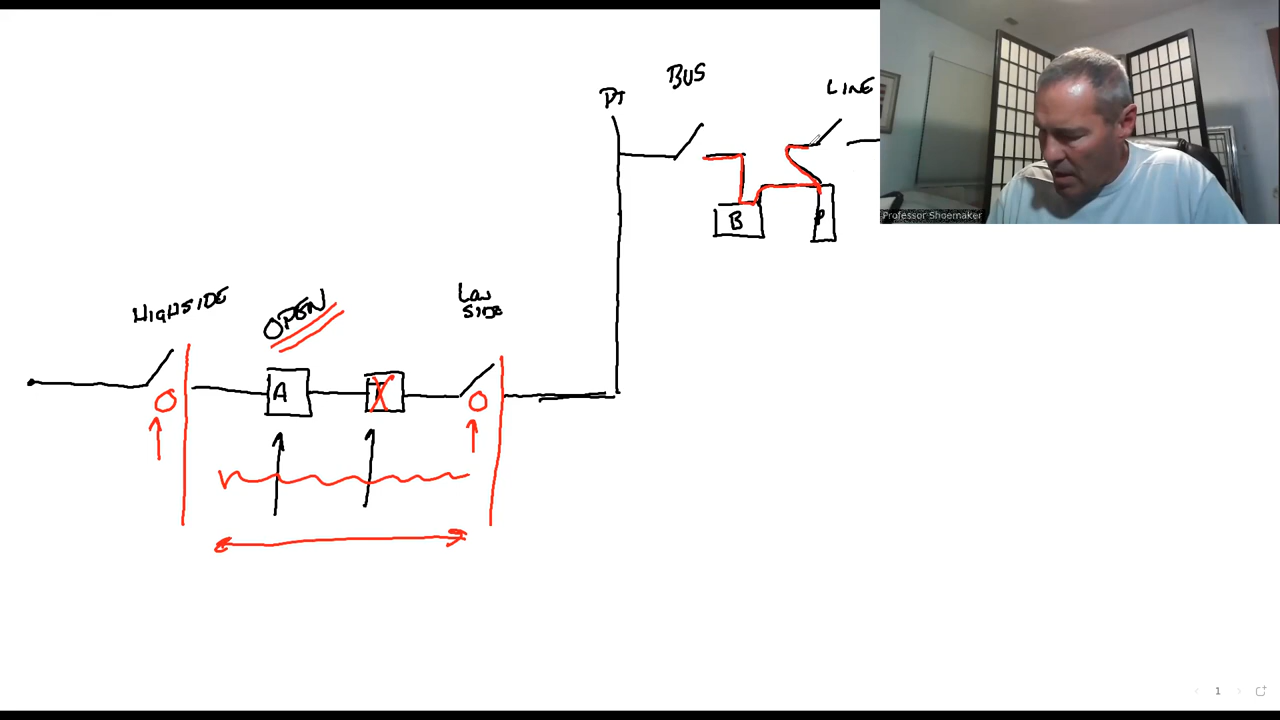 BUS
PT
LINE
B
P
HIGHSIDE
OPEN
LOW
SIDE
A
Professor Shoemaker
1